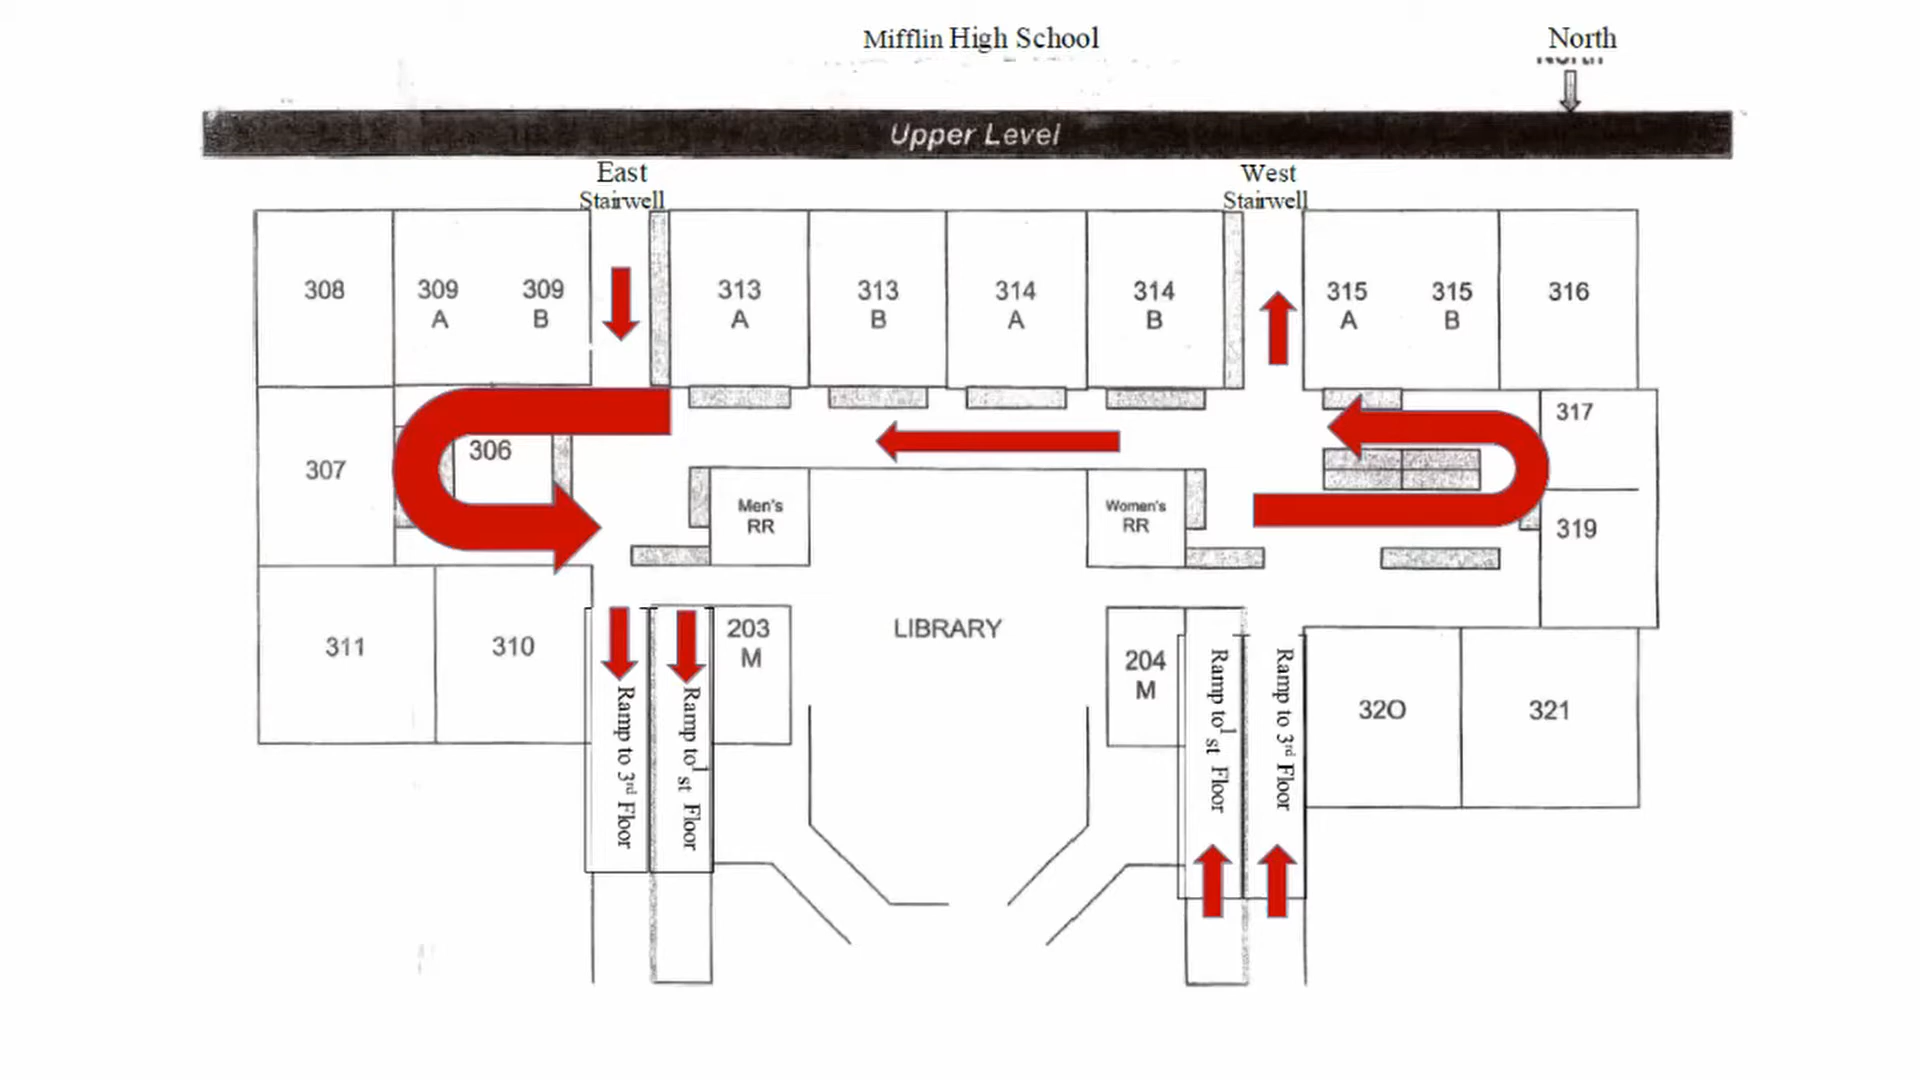 Mifflin High School
North
North
Upper Level
East
Stairwell
West
Stairwell
308
309
A
309
B
313
A
313
B
314
A
314
B
315
A
315
B
316
307
306
317
Men's
RR
Women's
RR
319
311
310
203
M
LIBRARY
204
M
320
321
Ramp to 3rd Floor
Ramp to 1st Floor
Ramp to 1st Floor
Ramp to 3rd Floor